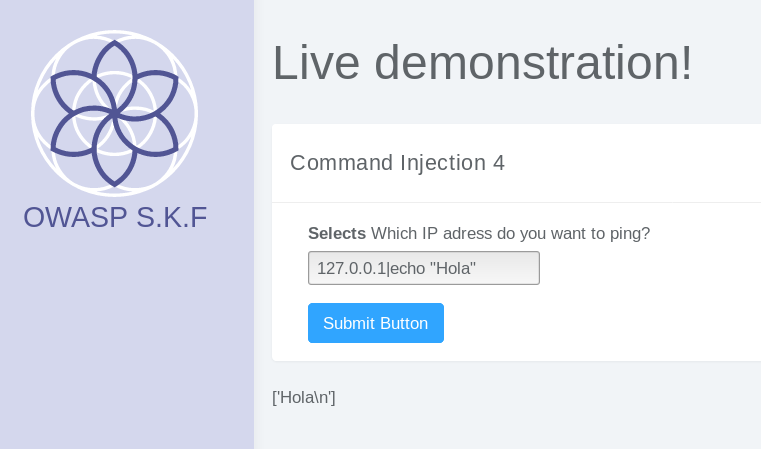 OWASP S.K.F
Live demonstration!
Command Injection 4
Selects Which IP adress do you want to ping?
127.0.0.1|echo "Hola"
Submit Button
['Hola\n']